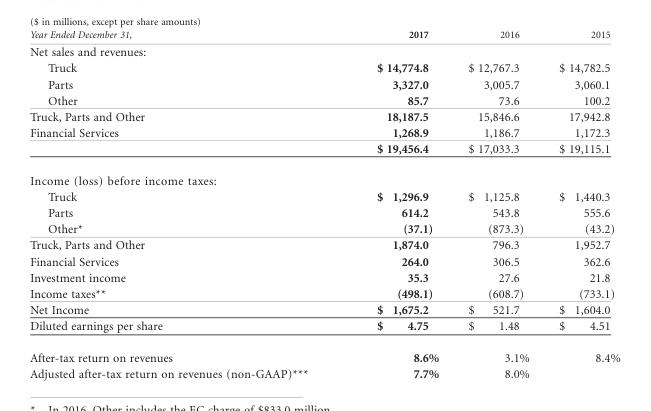 ($ in millions, except per share amounts)
Year Ended December 31, 2017 2016 2015
Net sales and revenues:
Truck $ 14,774.8 $ 12,767.3 $ 14,782.5
Parts 3,327.0 3,005.7 3,060.1
Other 85.7 73.6 100.2
Truck, Parts and Other 18,187.5 15,846.6 17,942.8
Financial Services 1,268.9 1,186.7 1,172.3
$ 19,456.4 $ 17,033.3 $ 19,115.1
Income (loss) before income taxes:
Truck $ 1,296.9 $ 1,125.8 $ 1,440.3
Parts 614.2 543.8 555.6
Other* (37.1) (873.3) (43.2)
Truck, Parts and Other 1,874.0 796.3 1,952.7
Financial Services 264.0 306.5 362.6
Investment income 35.3 27.6 21.8
Income taxes** (498.1) (608.7) (733.1)
Net Income $ 1,675.2 $ 521.7 $ 1,604.0
Diluted earnings per share $ 4.75 $ 1.48 $ 4.51
After-tax return on revenues 8.6% 3.1% 8.4%
Adjusted after-tax return on revenues (non-GAAP)*** 7.7% 8.0%
* In 2016, Other includes the EC charge of $833.0 million